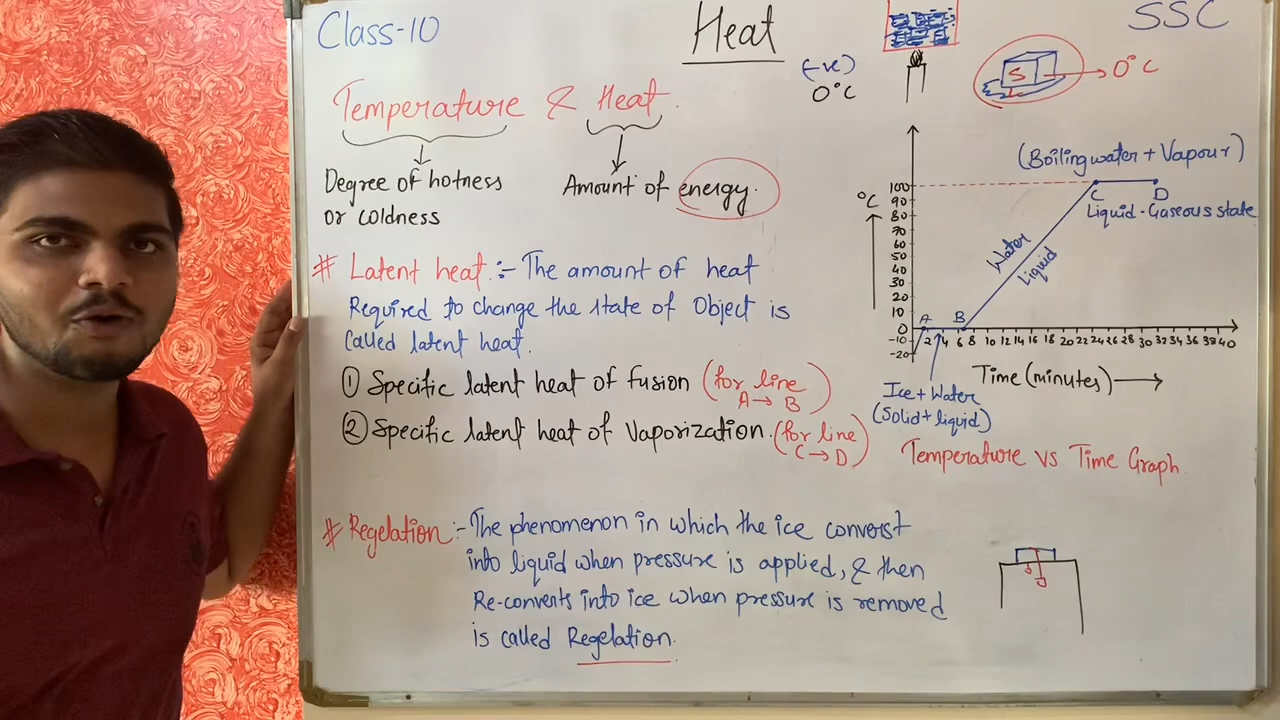 Class-10
Heat
SSC
(-ve)
0°C
S
L
0°C
Temperature & Heat.
Degree of hotness
or coldness
Amount of energy.
# Latent heat :- The amount of heat
Required to change the state of Object is
called latent heat.
① Specific latent heat of fusion (for line
A→B)
② Specific latent heat of Vaporization. (for line
C→D)
# Regelation :- The phenomenon in which the ice converst
into liquid when pressure is applied, & then
Re-converts into ice when pressure is removed
is called Regelation.
(Boiling water + Vapour)
°C
100
90
80
70
60
50
40
30
20
10
0
-10
-20
A
B
C
D
Liquid-Gaseous state
Water
liquid
2 4 6 8 10 12 14 16 18 20 22 24 26 28 30 32 34 36 38 40
Time (minutes)
Ice + Water
(Solid + liquid)
Temperature vs Time Graph